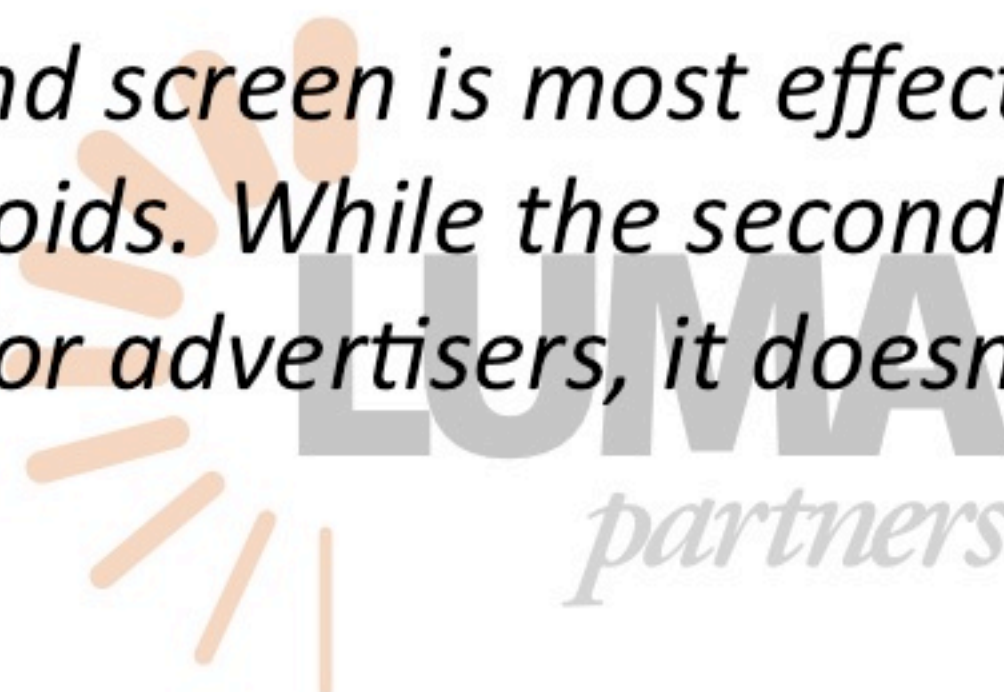 nd screen is most effect
oids. While the second
or advertisers, it doesn
LUMA
partners